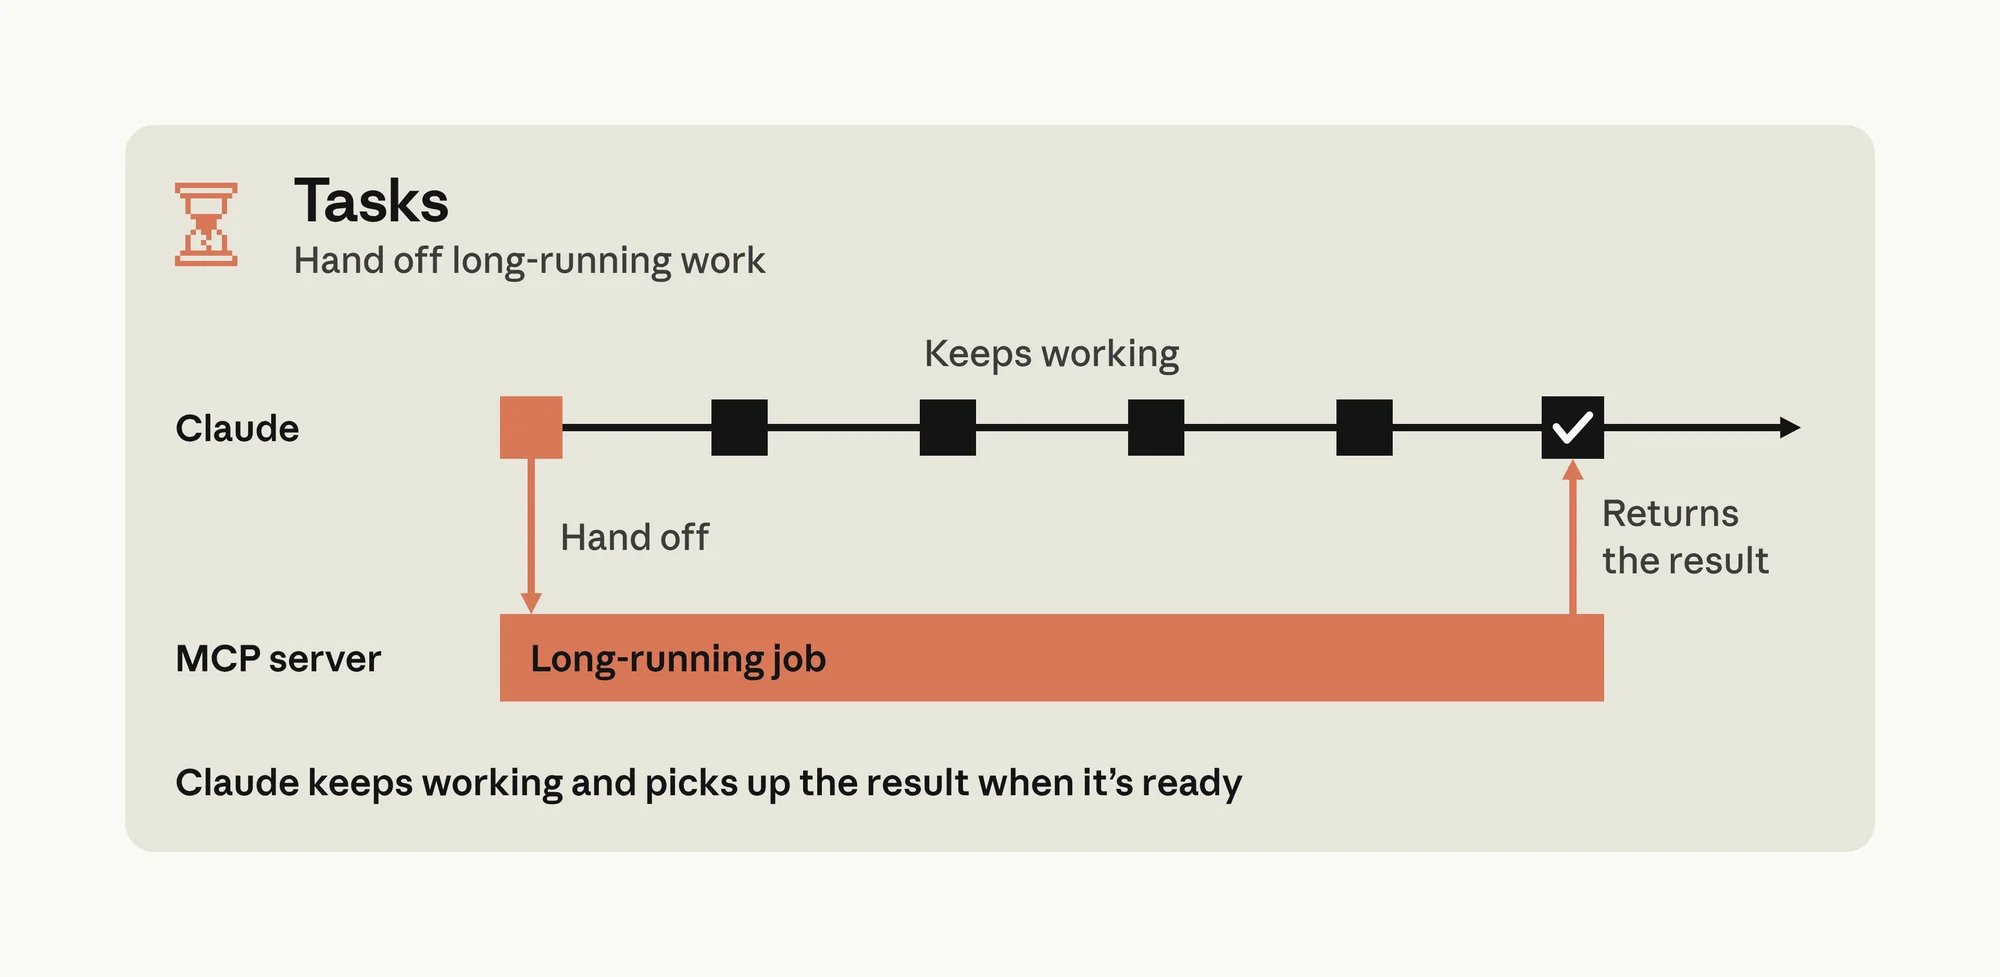 Tasks
Hand off long-running work
Keeps working
Claude
Hand off
Returns
the result
MCP server
Long-running job
Claude keeps working and picks up the result when it’s ready